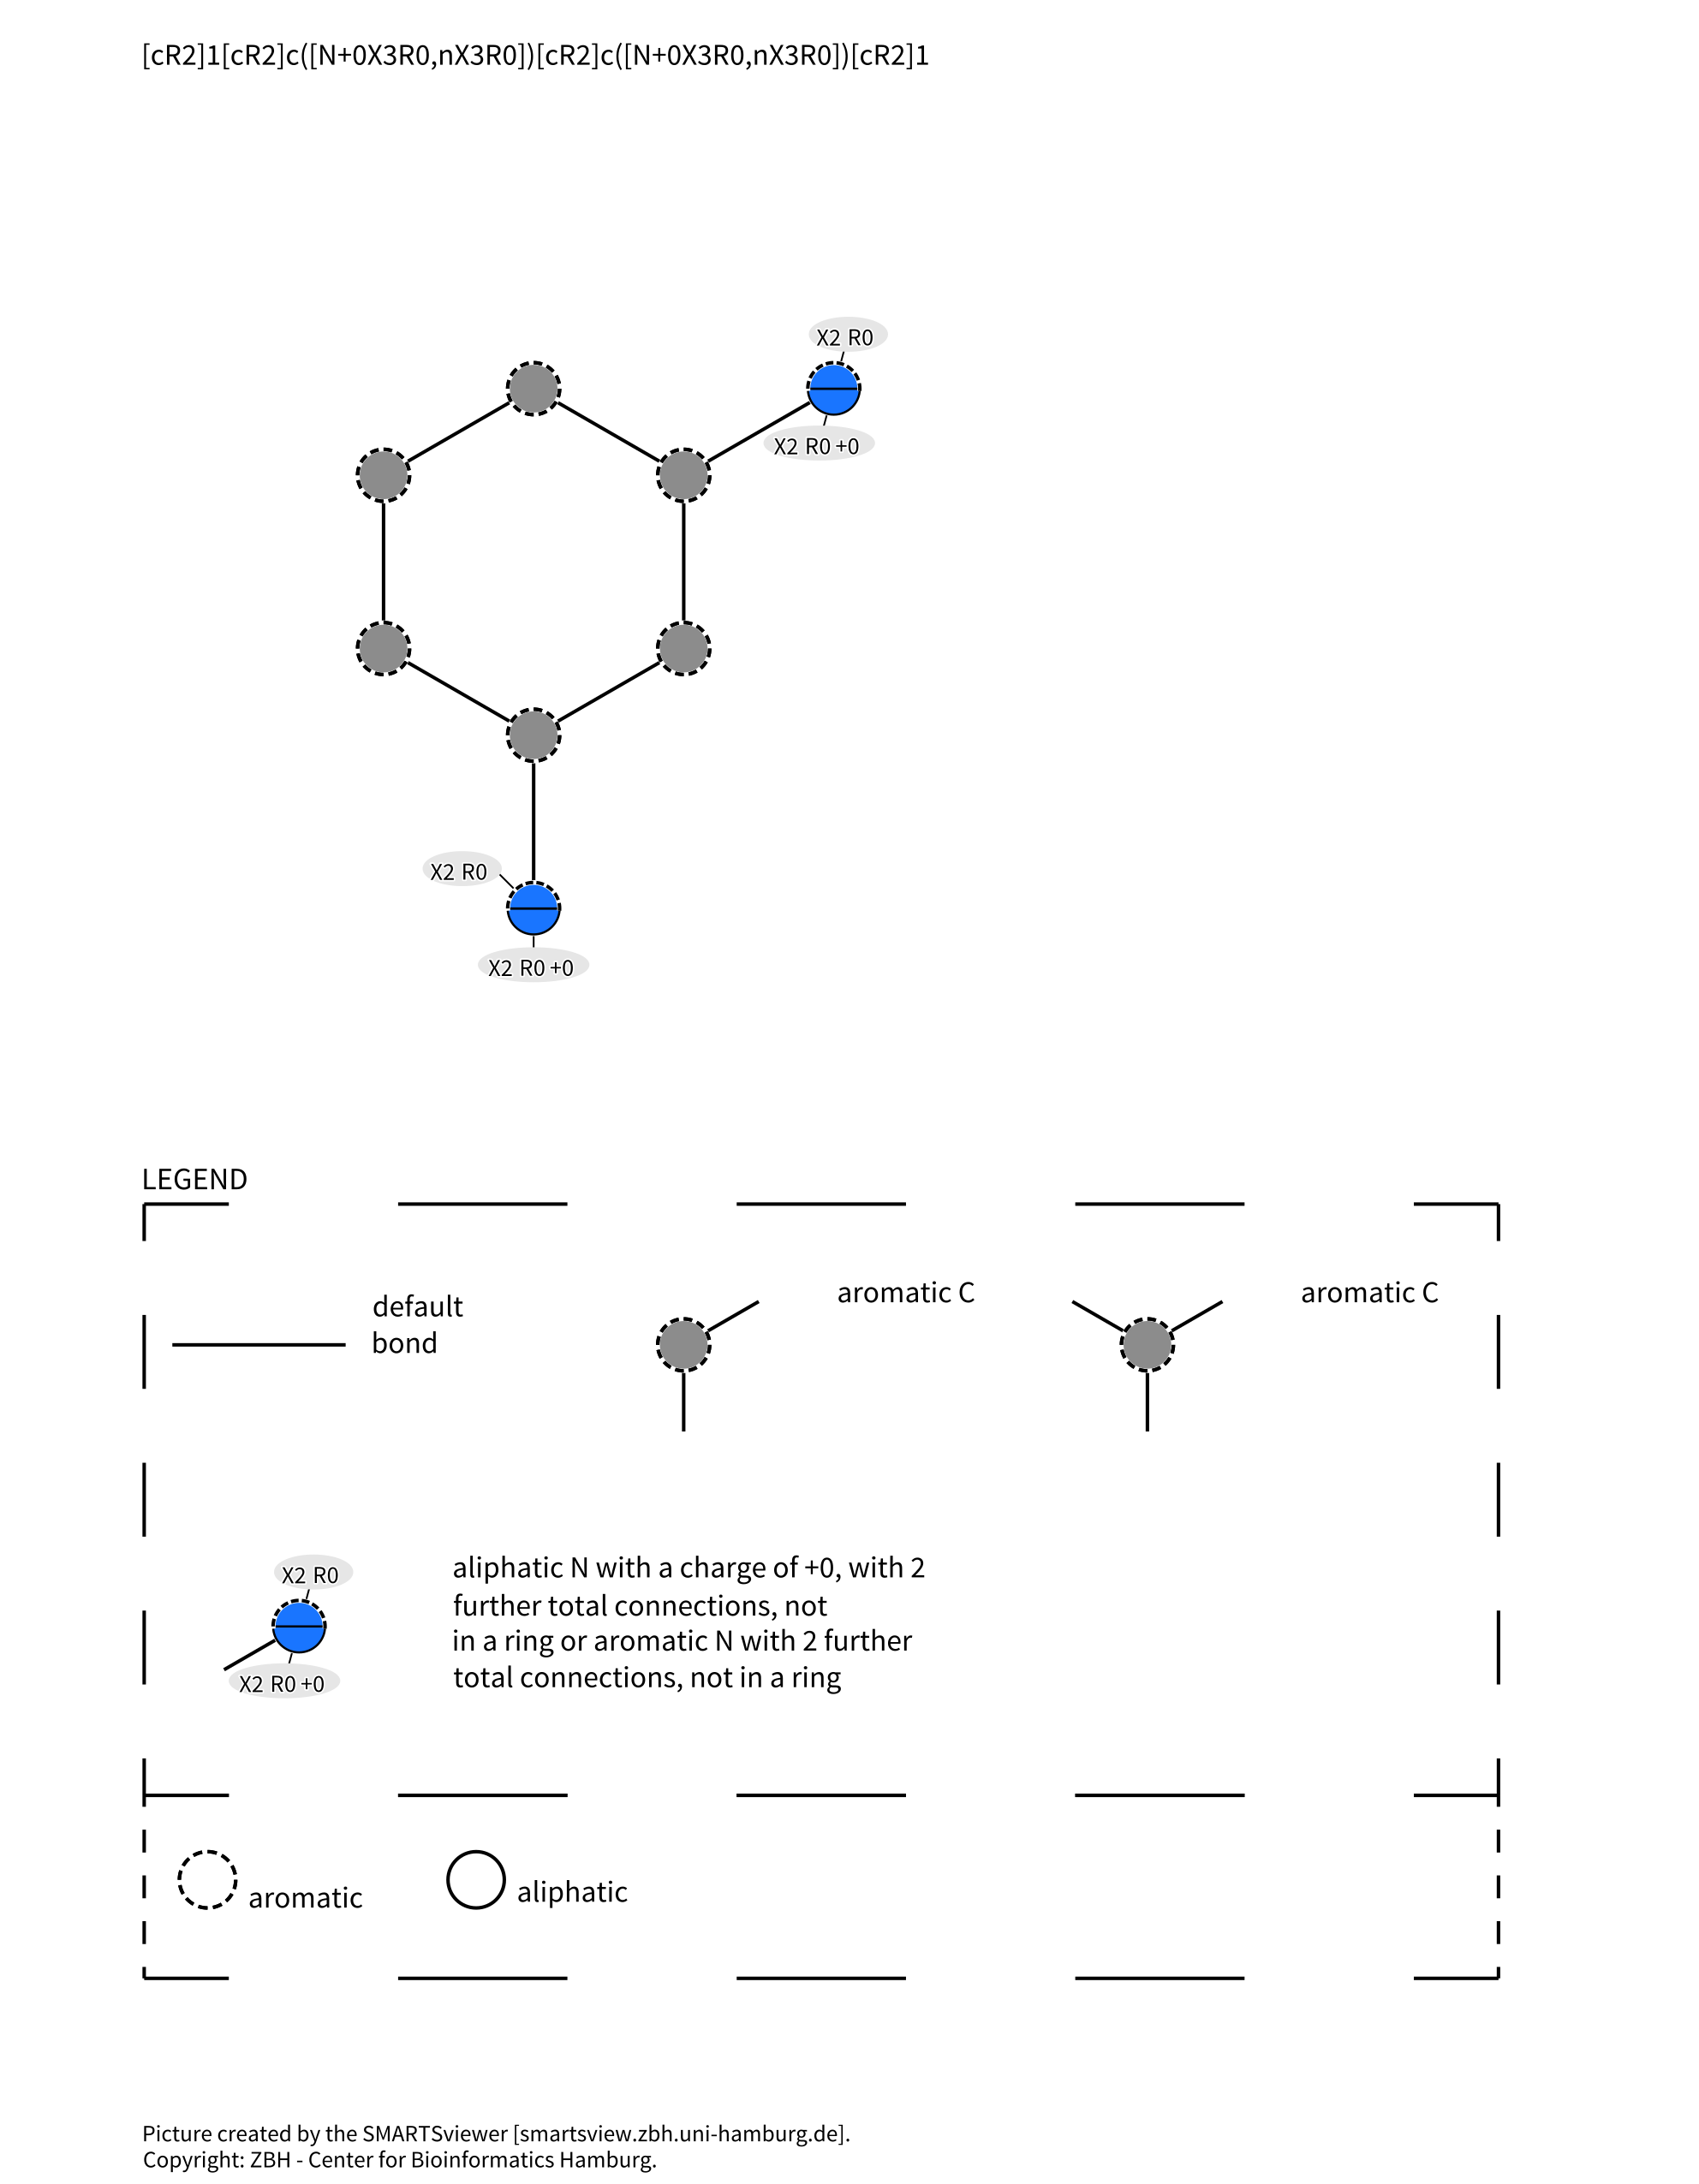 [cR2]1[cR2]c([N+0X3R0,nX3R0])[cR2]c([N+0X3R0,nX3R0])[cR2]1
X2 R0
X2 R0 +0
X2 R0
X2 R0 +0
LEGEND
default
bond
aromatic C
aromatic C
X2 R0
X2 R0 +0
aliphatic N with a charge of +0, with 2
further total connections, not
in a ring or aromatic N with 2 further
total connections, not in a ring
aromatic
aliphatic
Picture created by the SMARTSviewer [smartsview.zbh.uni-hamburg.de].
Copyright: ZBH - Center for Bioinformatics Hamburg.